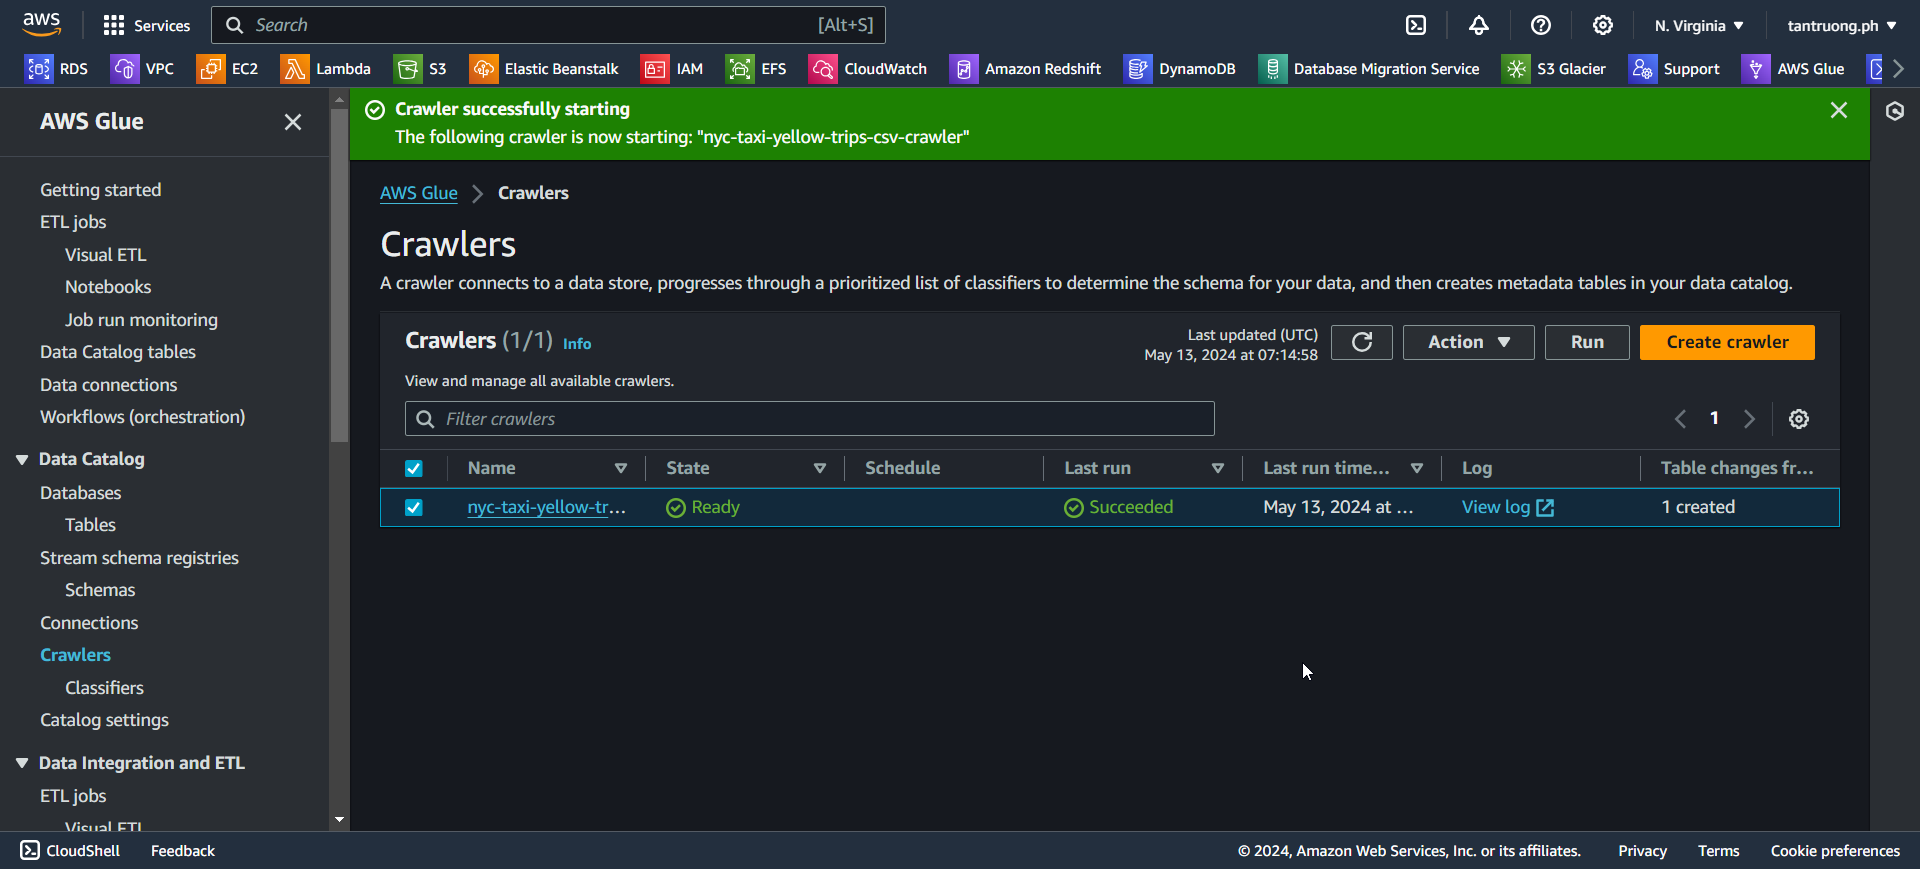 aws
Services
Search [Alt+S]
N. Virginia
tantruong.ph
RDS VPC EC2 Lambda S3 Elastic Beanstalk IAM EFS CloudWatch Amazon Redshift DynamoDB Database Migration Service S3 Glacier Support AWS Glue
AWS Glue
Getting started
ETL jobs
Visual ETL
Notebooks
Job run monitoring
Data Catalog tables
Data connections
Workflows (orchestration)
Data Catalog
Databases
Tables
Stream schema registries
Schemas
Connections
Crawlers
Classifiers
Catalog settings
Data Integration and ETL
ETL jobs
Visual ETL
Crawler successfully starting
The following crawler is now starting: "nyc-taxi-yellow-trips-csv-crawler"
AWS Glue Crawlers
Crawlers
A crawler connects to a data store, progresses through a prioritized list of classifiers to determine the schema for your data, and then creates metadata tables in your data catalog.
Crawlers (1/1) Info
Last updated (UTC)
May 13, 2024 at 07:14:58
Action
Run
Create crawler
View and manage all available crawlers.
Filter crawlers
1
Name State Schedule Last run Last run time... Log Table changes fr...
nyc-taxi-yellow-tr... Ready Succeeded May 13, 2024 at ... View log 1 created
CloudShell Feedback © 2024, Amazon Web Services, Inc. or its affiliates. Privacy Terms Cookie preferences